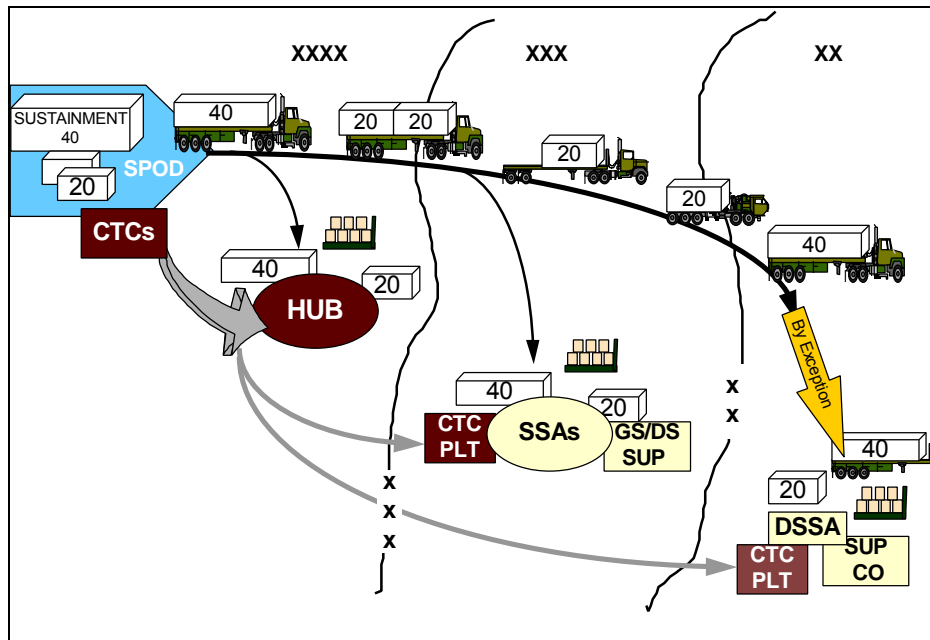 XXXX
XXX
XX
SUSTAINMENT
40
20
SPOD
40
20
20
20
20
40
CTCs
40
20
HUB
By Exception
40
20
CTC
PLT
SSAs
GS/DS
SUP
x
x
x
x
x
40
20
DSSA
CTC
PLT
SUP
CO